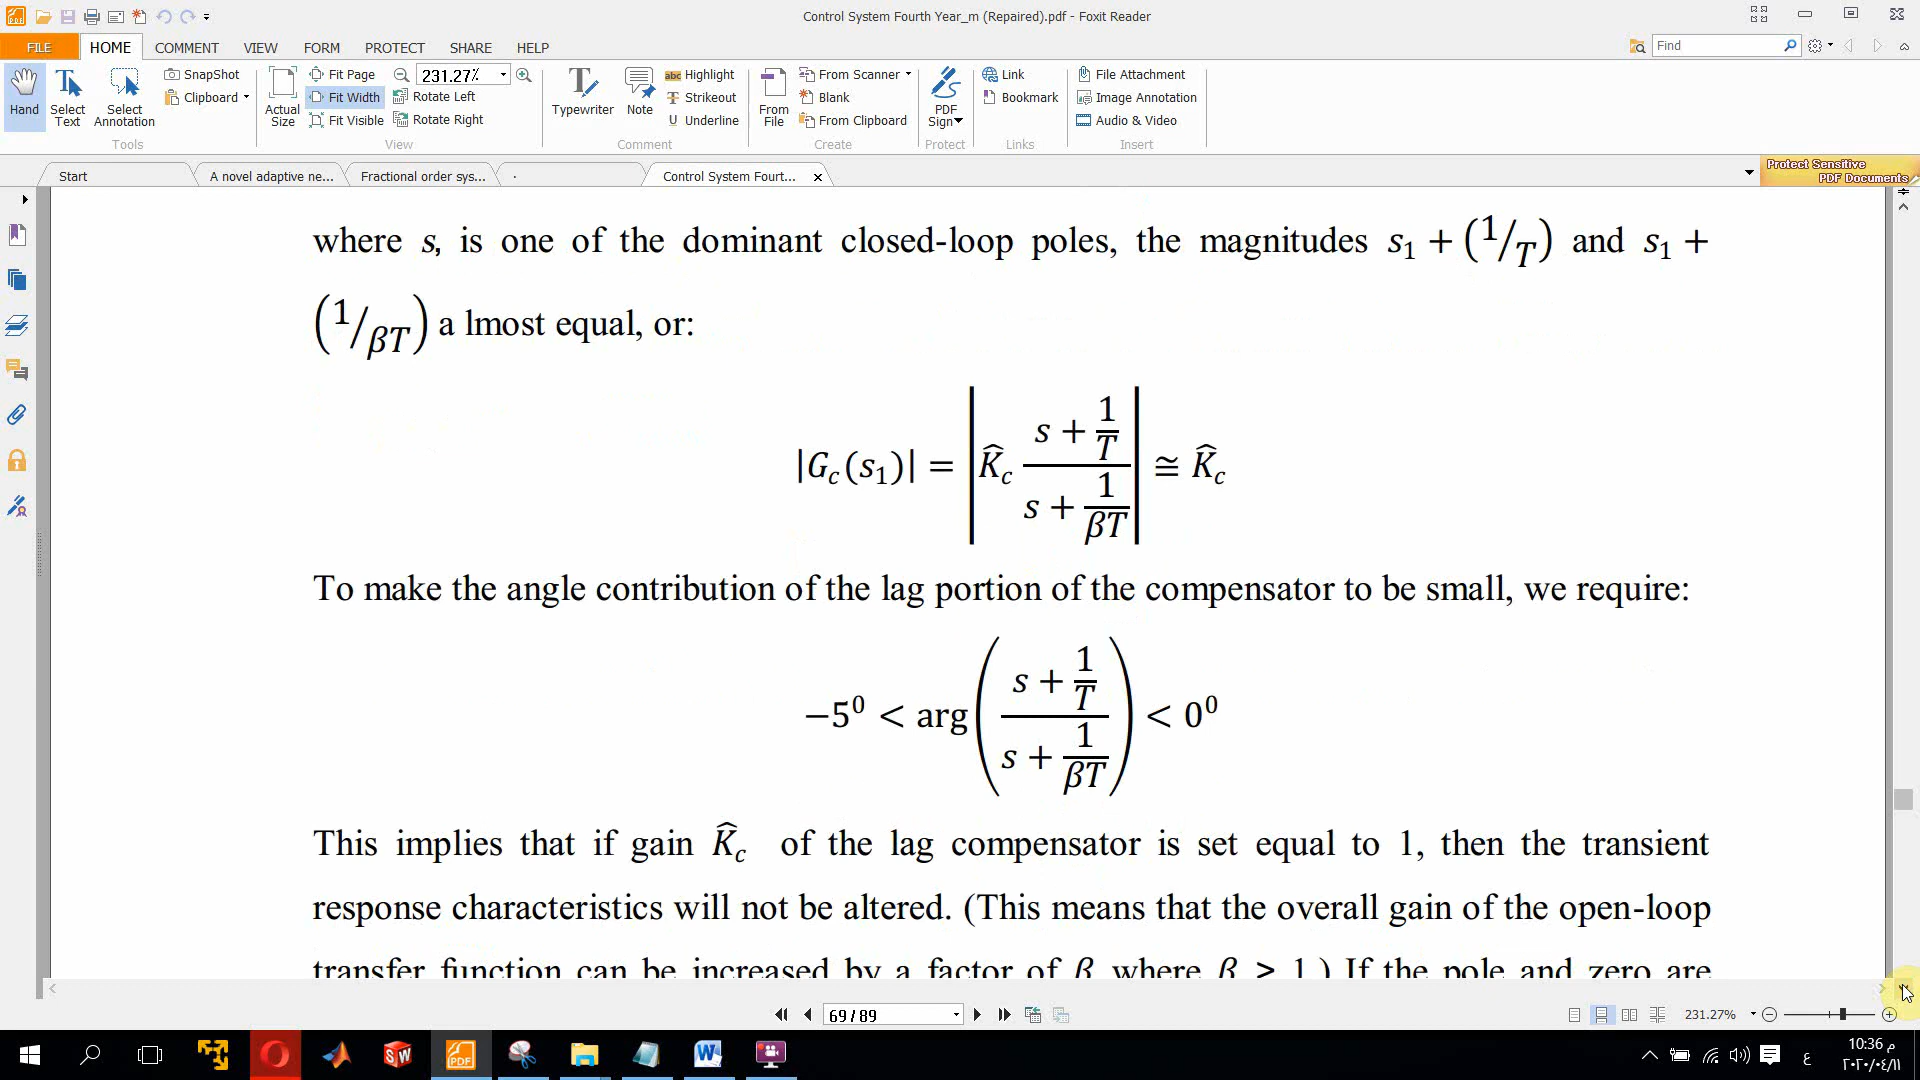 Control System Fourth Year_m (Repaired).pdf - Foxit Reader
FILE HOME COMMENT VIEW FORM PROTECT SHARE HELP
Find
Hand Select Text Select Annotation SnapShot Clipboard
Tools
Actual Size Fit Page Fit Width Fit Visible 231.27% Rotate Left Rotate Right
View
Typewriter Note Highlight Strikeout Underline
Comment
From File From Scanner Blank From Clipboard
Create
PDF Sign
Protect
Link Bookmark
Links
File Attachment Image Annotation Audio & Video
Insert
Start A novel adaptive ne... Fractional order sys... . Control System Fourt...
Protect Sensitive
PDF Documents
where s, is one of the dominant closed-loop poles, the magnitudes s₁ + (1/T) and s₁ +
(1/βT) a lmost equal, or:
|G_c(s₁)| = |K̂_c (s + 1/T)/(s + 1/βT)| ≅ K̂_c
To make the angle contribution of the lag portion of the compensator to be small, we require:
−5⁰ < arg((s + 1/T)/(s + 1/βT)) < 0⁰
This implies that if gain K̂_c of the lag compensator is set equal to 1, then the transient
response characteristics will not be altered. (This means that the overall gain of the open-loop
transfer function can be increased by a factor of β, where β > 1.) If the pole and zero are
69 / 89
231.27%
SW PDF W
ع
10:36 م
٢٠٢٠/٠٤/١١